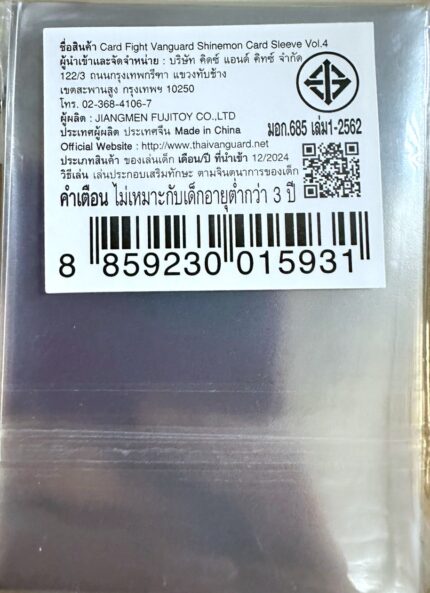 ชื่อสินค้า Card Fight Vanguard Shinemon Card Sleeve Vol.4
ผู้นำเข้าและจัดจำหน่าย : บริษัท คิดซ์ แอนด์ คิทซ์ จำกัด
122/3 ถนนกรุงเทพกรีฑา แขวงทับช้าง
เขตสะพานสูง กรุงเทพฯ 10250
โทร. 02-368-4106-7
ผู้ผลิต : JIANGMEN FUJITOY CO.,LTD
ประเทศผู้ผลิต ประเทศจีน Made in China
มอก.685 เล่ม1-2562
Official Website : http://www.thaivanguard.net
ประเภทสินค้า ของเล่นเด็ก เดือน/ปี ที่นำเข้า 12/2024
วิธีเล่น เล่นประกอบเสริมทักษะ ตามจินตนาการของเด็ก
คำเตือน ไม่เหมาะกับเด็กอายุต่ำกว่า 3 ปี
8 859230 015931